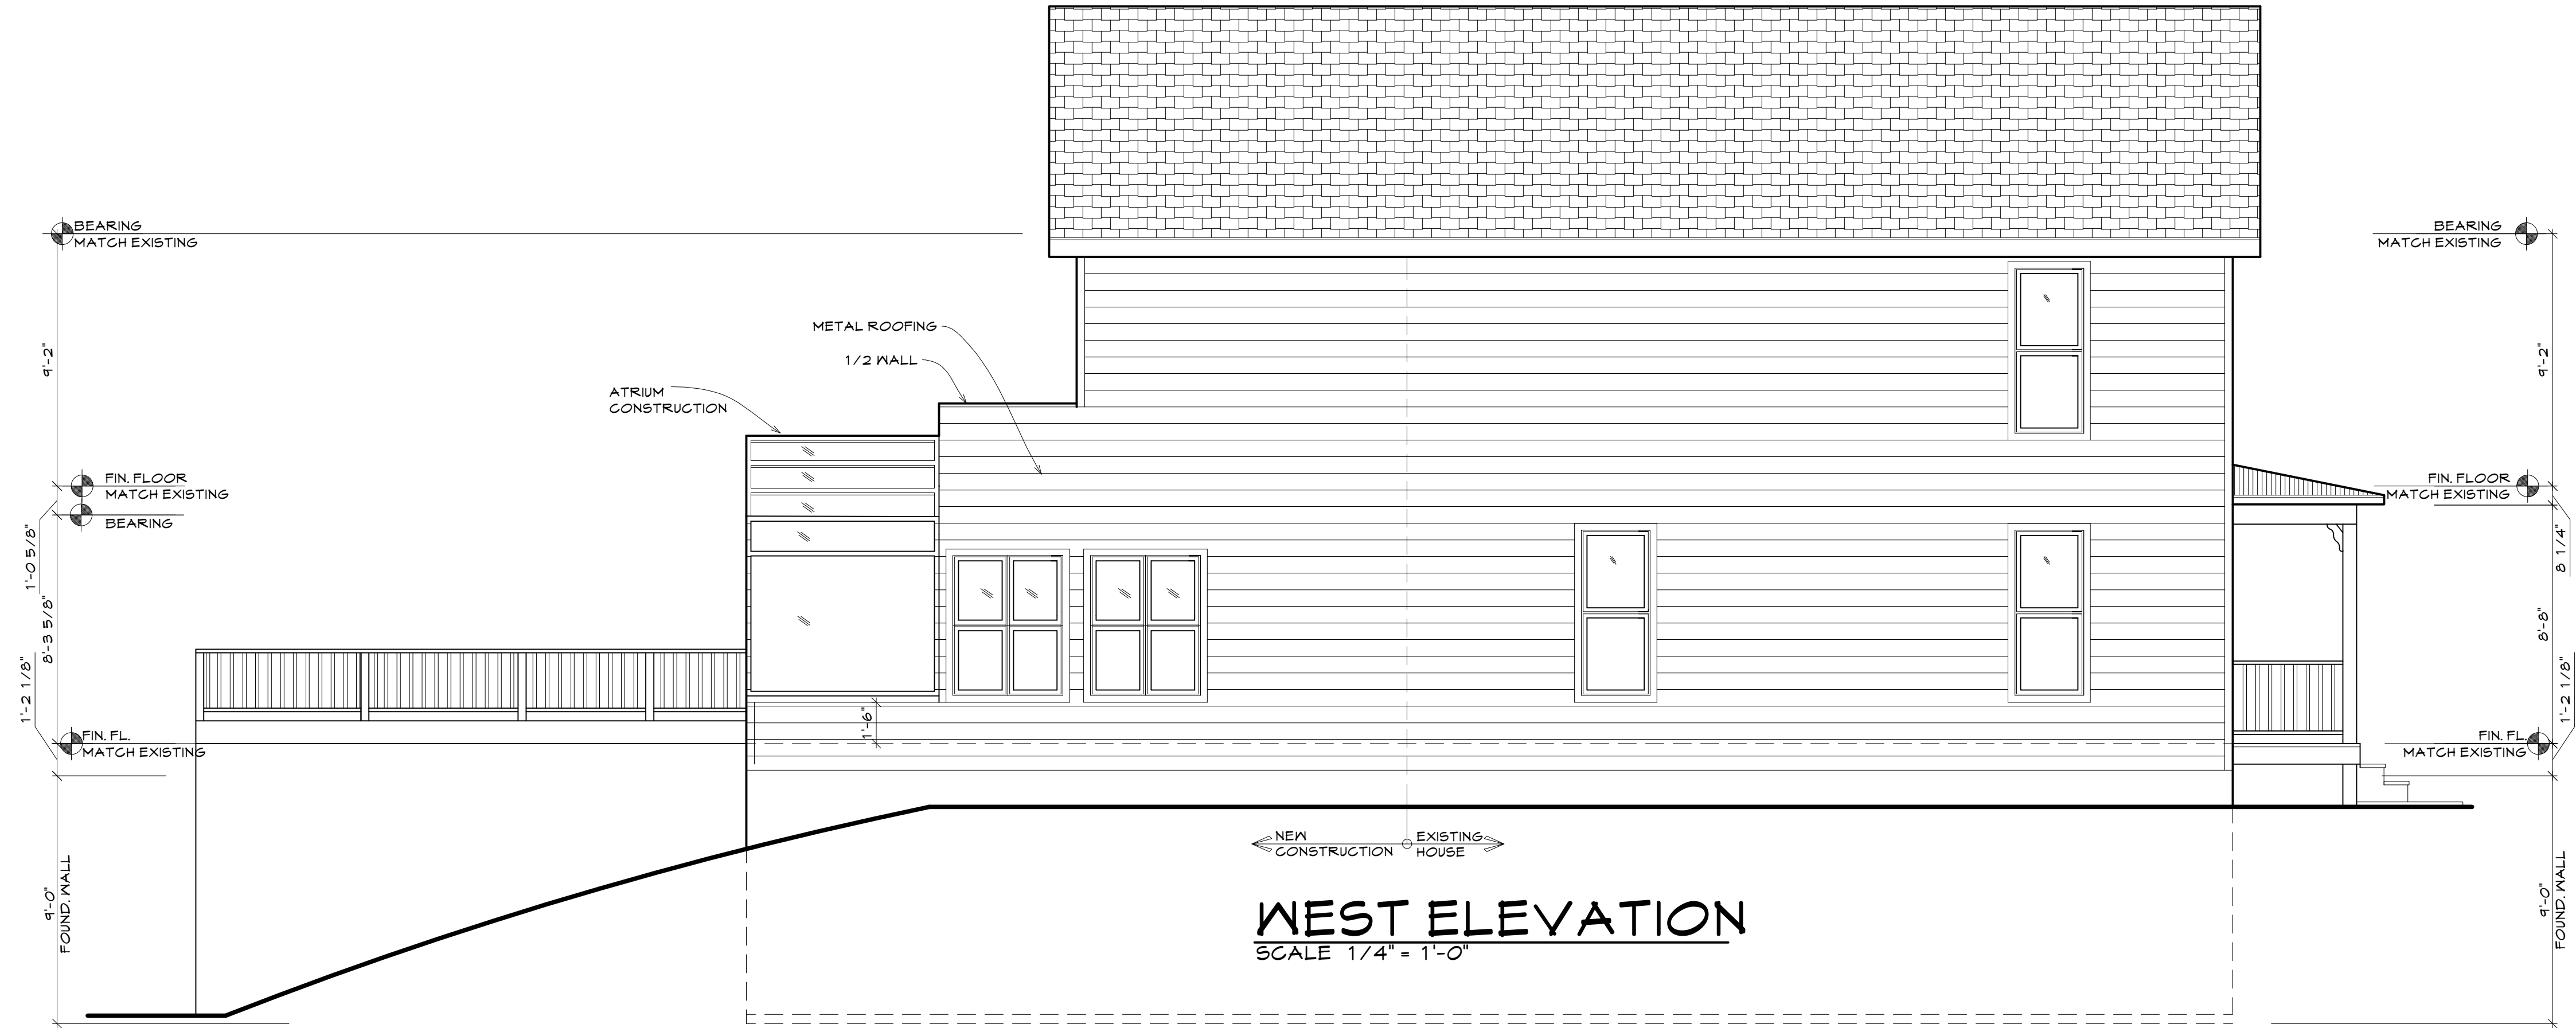 BEARING
MATCH EXISTING
BEARING
MATCH EXISTING
METAL ROOFING
1/2 WALL
ATRIUM
CONSTRUCTION
9'-2"
9'-2"
FIN. FLOOR
MATCH EXISTING
BEARING
FIN. FLOOR
MATCH EXISTING
1'-0 5/8"
8 1/4"
8'-3 5/8"
8'-8"
1'-2 1/8"
1'-2 1/8"
1'-6"
FIN. FL.
MATCH EXISTING
FIN. FL.
MATCH EXISTING
NEW
CONSTRUCTION
EXISTING
HOUSE
9'-0"
FOUND. WALL
9'-0"
FOUND. WALL
WEST ELEVATION
SCALE 1/4" = 1'-0"